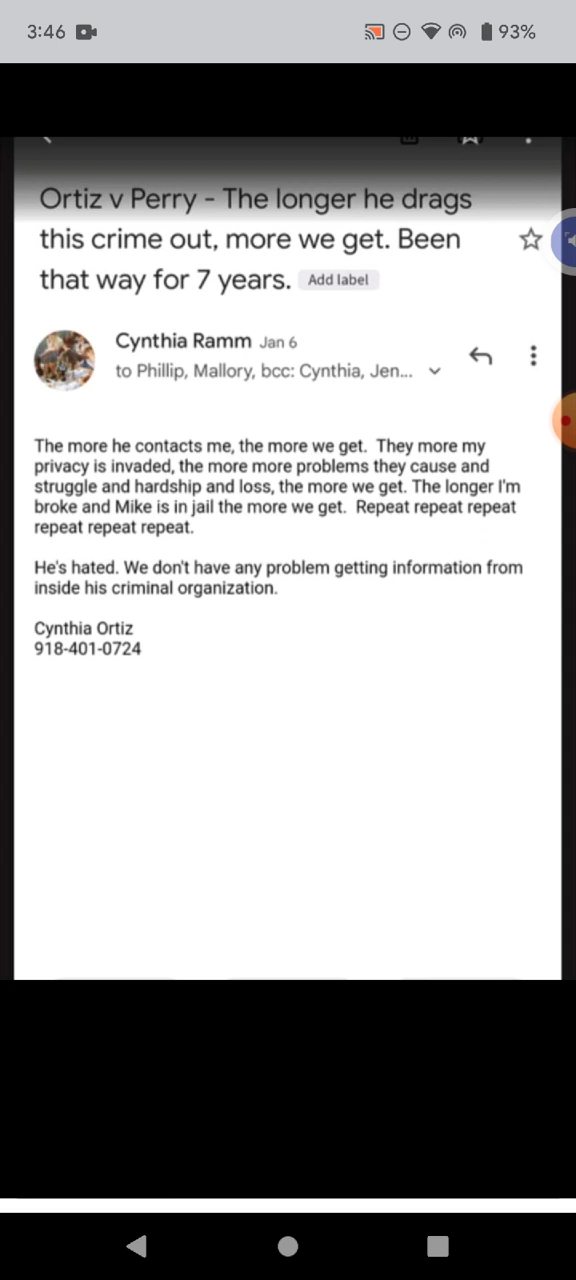 3:46
93%
Ortiz v Perry - The longer he drags
this crime out, more we get. Been
that way for 7 years. Add label
Cynthia Ramm Jan 6
to Phillip, Mallory, bcc: Cynthia, Jen...
The more he contacts me, the more we get. They more my
privacy is invaded, the more more problems they cause and
struggle and hardship and loss, the more we get. The longer I'm
broke and Mike is in jail the more we get. Repeat repeat repeat
repeat repeat repeat.
He's hated. We don't have any problem getting information from
inside his criminal organization.
Cynthia Ortiz
918-401-0724